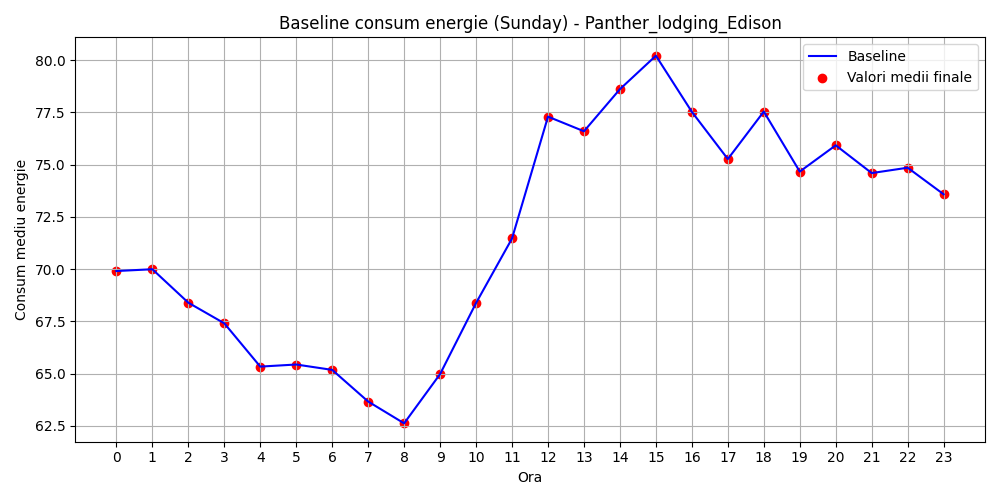 Baseline consum energie (Sunday) - Panther_lodging_Edison
Baseline
Valori medii finale
Consum mediu energie
80.0
77.5
75.0
72.5
70.0
67.5
65.0
62.5
0 1 2 3 4 5 6 7 8 9 10 11 12 13 14 15 16 17 18 19 20 21 22 23
Ora